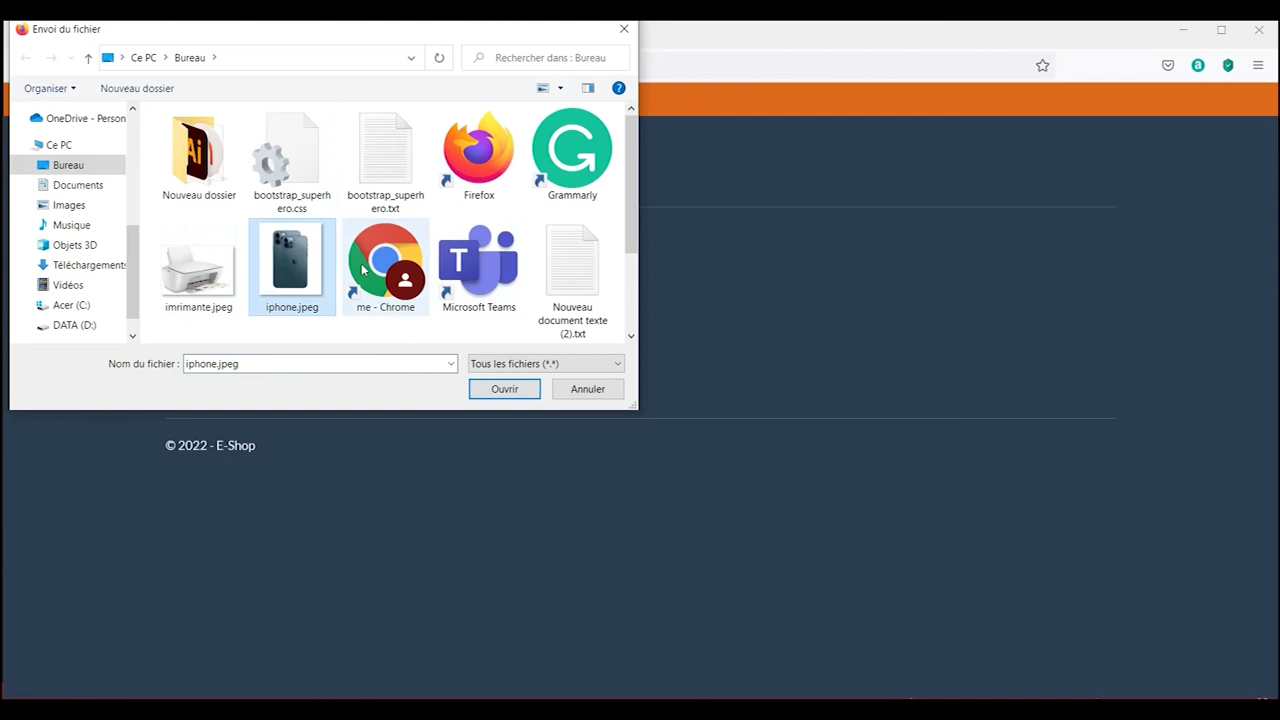 Envoi du fichier
Ce PC > Bureau >
Rechercher dans : Bureau
Organiser
Nouveau dossier
OneDrive - Person
Ce PC
Bureau
Documents
Images
Musique
Objets 3D
Téléchargements
Vidéos
Acer (C:)
DATA (D:)
Ai
Nouveau dossier
bootstrap_superh
ero.css
bootstrap_superh
ero.txt
Firefox
G
Grammarly
imrimante.jpeg
iphone.jpeg
me - Chrome
T
Microsoft Teams
Nouveau
document texte
(2).txt
Nom du fichier :
iphone.jpeg
Tous les fichiers (*.*)
Ouvrir
Annuler
© 2022 - E-Shop